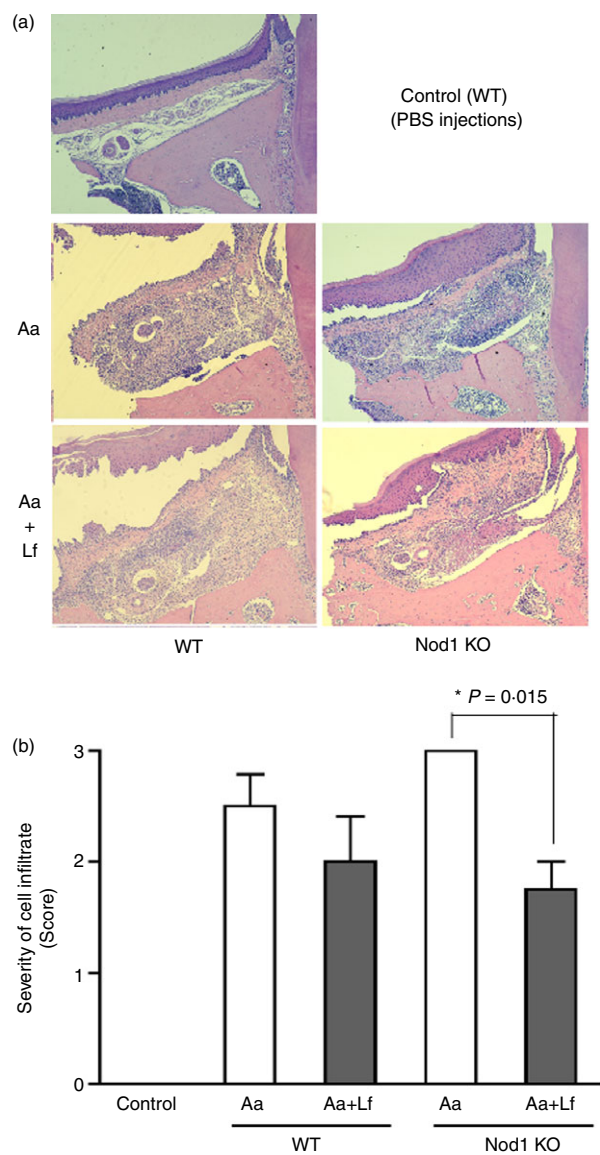 (a)
Control (WT)
(PBS injections)
Aa
Aa
+
Lf
WT
Nod1 KO
(b)
* P = 0·015
Severity of cell infiltrate
(Score)
3
2
1
0
Control
Aa
Aa+Lf
Aa
Aa+Lf
WT
Nod1 KO